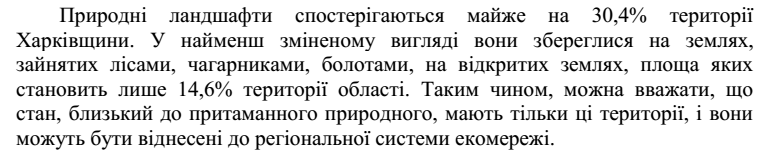 Природні ландшафти спостерігаються майже на 30,4% території
Харківщини. У найменш зміненому вигляді вони збереглися на землях,
зайнятих лісами, чагарниками, болотами, на відкритих землях, площа яких
становить лише 14,6% території області. Таким чином, можна вважати, що
стан, близький до притаманного природного, мають тільки ці території, і вони
можуть бути віднесені до регіональної системи екомережі.